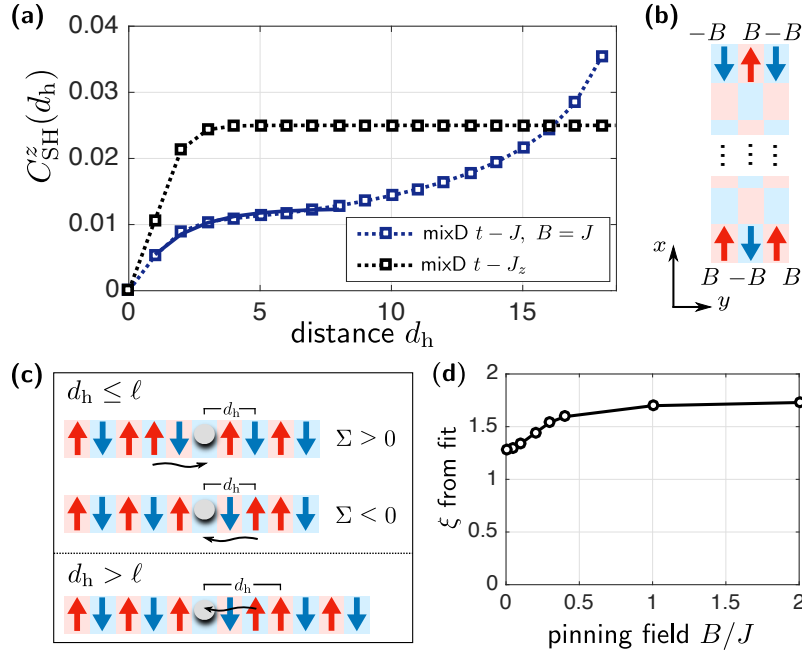 (a)
0.04
0.03
0.02
0.01
0
C^z_SH(d_h)
0 5 10 15
distance d_h
mixD t − J, B = J
mixD t − J_z
(b)
−B B −B
B −B B
x
y
(c)
d_h ≤ ℓ
d_h
Σ > 0
d_h
Σ < 0
d_h > ℓ
d_h
(d)
2
1.5
1
0.5
0
ξ from fit
0 0.5 1 1.5 2
pinning field B/J